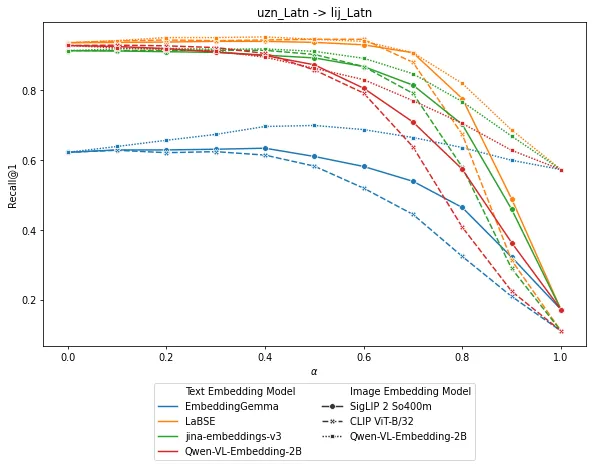 uzn_Latn -> lij_Latn
Recall@1
0.8
0.6
0.4
0.2
0.0 0.2 0.4 0.6 0.8 1.0
α
Text Embedding Model
EmbeddingGemma
LaBSE
jina-embeddings-v3
Qwen-VL-Embedding-2B
Image Embedding Model
SigLIP 2 So400m
CLIP ViT-B/32
Qwen-VL-Embedding-2B